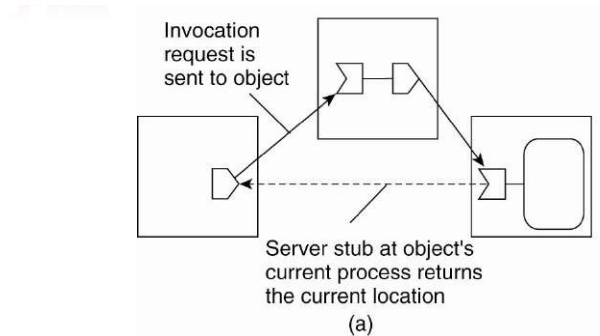 Invocation
request is
sent to object
Server stub at object's
current process returns
the current location
(a)